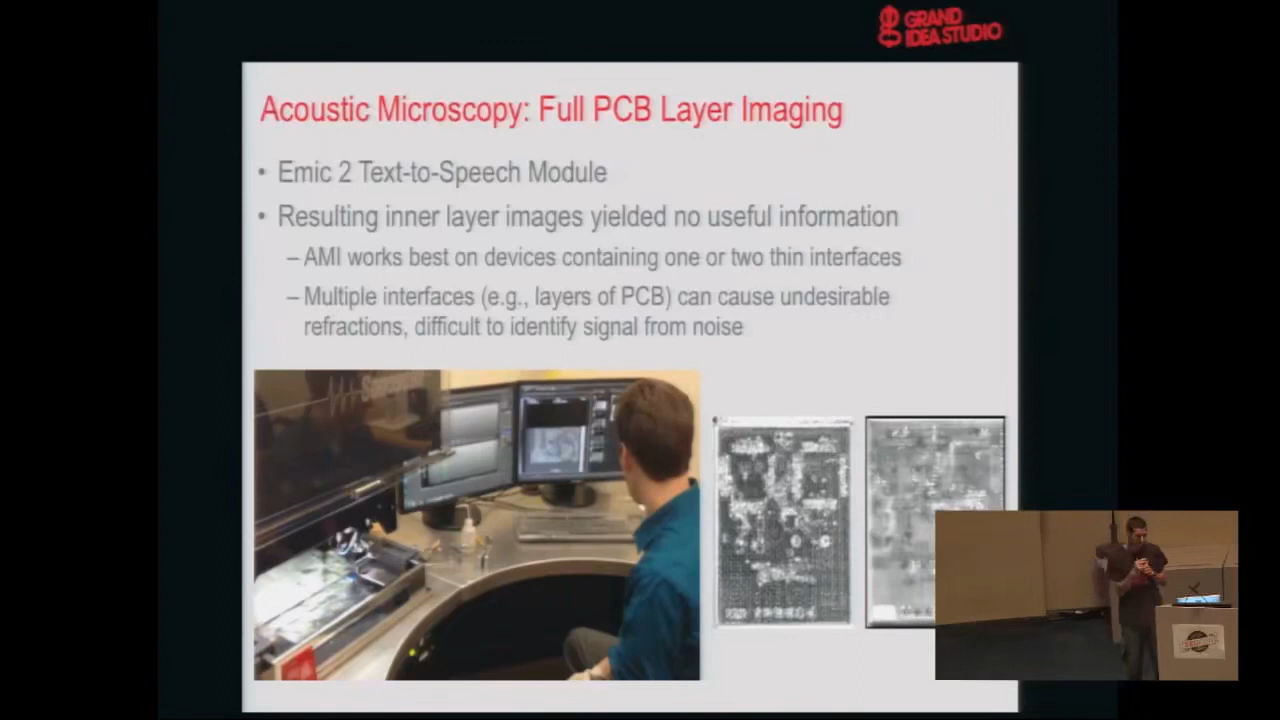 GRAND
IDEA STUDIO
Acoustic Microscopy: Full PCB Layer Imaging
• Emic 2 Text-to-Speech Module
• Resulting inner layer images yielded no useful information
– AMI works best on devices containing one or two thin interfaces
– Multiple interfaces (e.g., layers of PCB) can cause undesirable
refractions, difficult to identify signal from noise